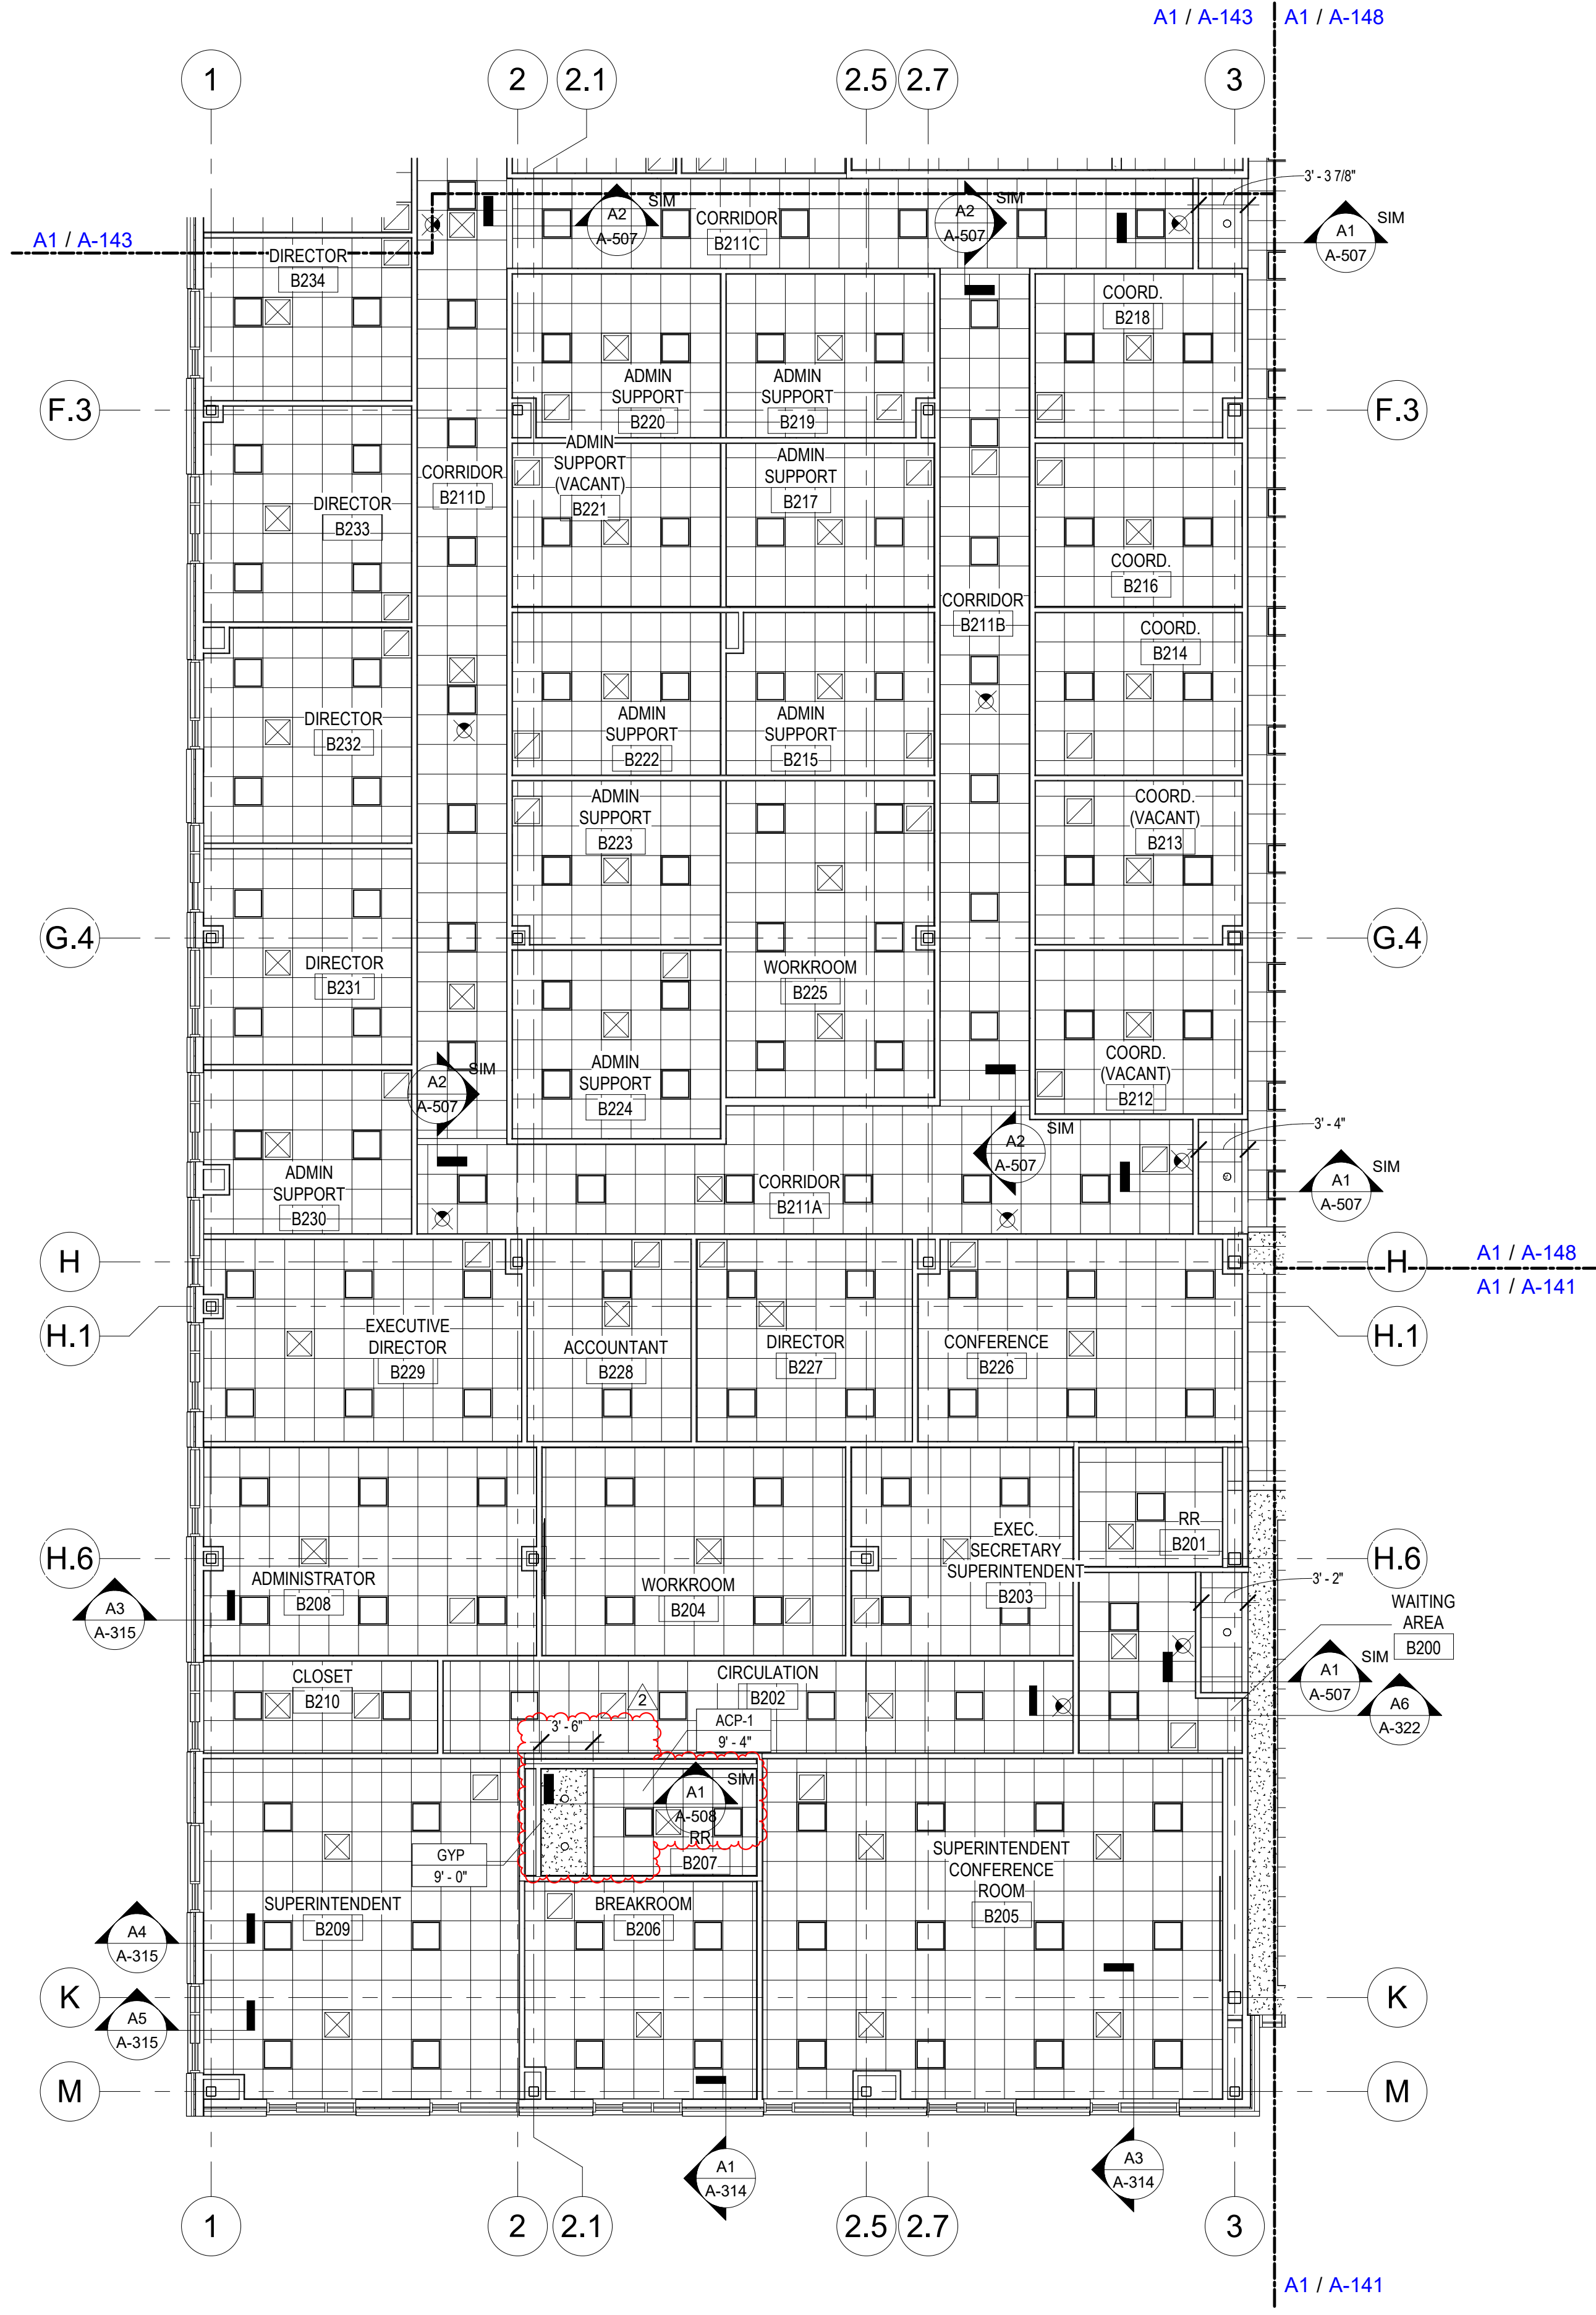 A1 / A-143
A1 / A-148
1
2
2.1
2.5
2.7
3
3' - 3 7/8"
A2
A-507
SIM
CORRIDOR
B211C
A2
A-507
SIM
A1
A-507
SIM
A1 / A-143
DIRECTOR
B234
COORD.
B218
ADMIN
SUPPORT
B220
ADMIN
SUPPORT
B219
F.3
F.3
ADMIN
SUPPORT
(VACANT)
B221
ADMIN
SUPPORT
B217
CORRIDOR
B211D
DIRECTOR
B233
COORD.
B216
CORRIDOR
B211B
COORD.
B214
DIRECTOR
B232
ADMIN
SUPPORT
B222
ADMIN
SUPPORT
B215
ADMIN
SUPPORT
B223
COORD.
(VACANT)
B213
G.4
G.4
DIRECTOR
B231
WORKROOM
B225
ADMIN
SUPPORT
B224
COORD.
(VACANT)
B212
A2
A-507
SIM
A2
A-507
SIM
3' - 4"
A1
A-507
SIM
ADMIN
SUPPORT
B230
CORRIDOR
B211A
H
H
A1 / A-148
A1 / A-141
H.1
H.1
EXECUTIVE
DIRECTOR
B229
ACCOUNTANT
B228
DIRECTOR
B227
CONFERENCE
B226
H.6
H.6
EXEC.
SECRETARY
SUPERINTENDENT
B203
RR
B201
ADMINISTRATOR
B208
WORKROOM
B204
A3
A-315
3' - 2"
WAITING
AREA
B200
A1
A-507
SIM
A6
A-322
CLOSET
B210
CIRCULATION
B202
2
3' - 6"
ACP-1
9' - 4"
A1
A-508
SIM
RR
B207
GYP
9' - 0"
SUPERINTENDENT
CONFERENCE
ROOM
B205
SUPERINTENDENT
B209
BREAKROOM
B206
A4
A-315
K
K
A5
A-315
M
M
A1
A-314
A3
A-314
1
2
2.1
2.5
2.7
3
A1 / A-141